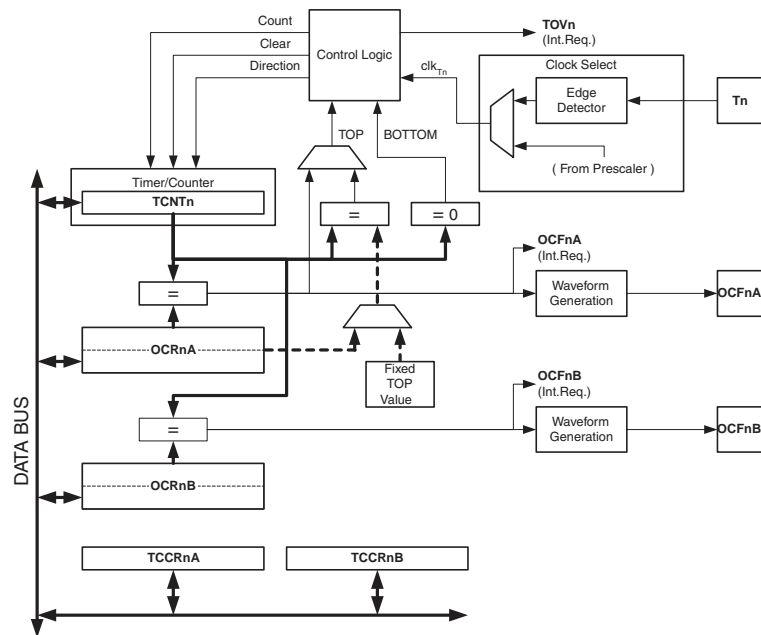 Count
Clear
Direction
Control Logic
TOVn
(Int.Req.)
clkTn
Clock Select
Edge
Detector
Tn
( From Prescaler )
TOP
BOTTOM
Timer/Counter
TCNTn
=
= 0
OCFnA
(Int.Req.)
=
Waveform
Generation
OCFnA
OCRnA
Fixed
TOP
Value
OCFnB
(Int.Req.)
=
Waveform
Generation
OCFnB
OCRnB
DATA BUS
TCCRnA
TCCRnB